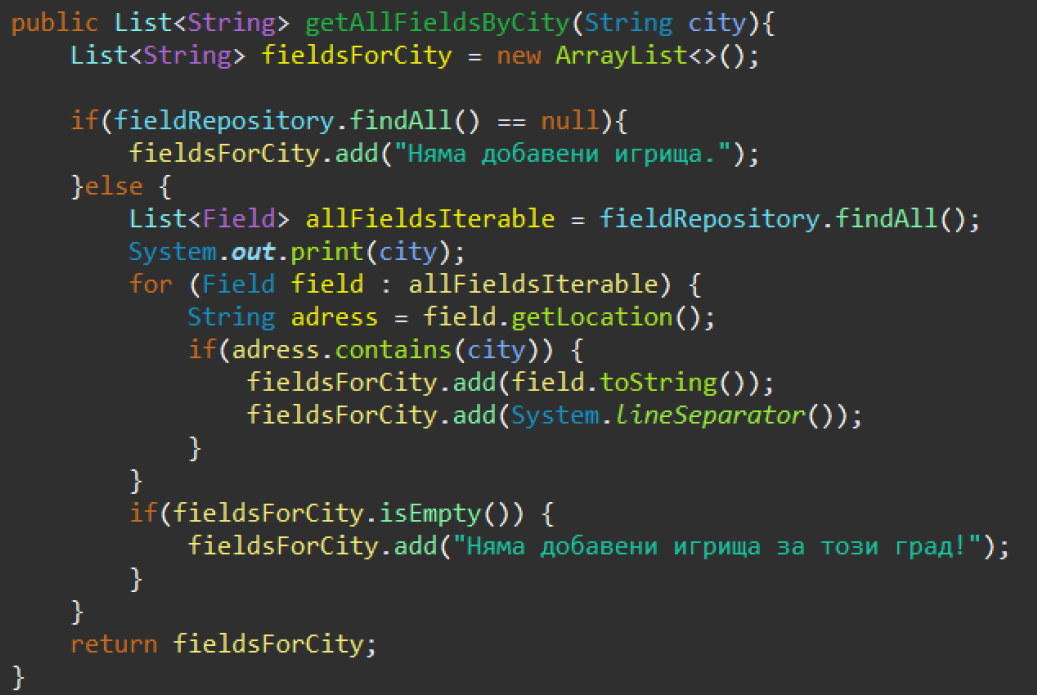 public List<String> getAllFieldsByCity(String city){
    List<String> fieldsForCity = new ArrayList<>();

    if(fieldRepository.findAll() == null){
        fieldsForCity.add("Няма добавени игрища.");
    }else {
        List<Field> allFieldsIterable = fieldRepository.findAll();
        System.out.print(city);
        for (Field field : allFieldsIterable) {
            String adress = field.getLocation();
            if(adress.contains(city)) {
                fieldsForCity.add(field.toString());
                fieldsForCity.add(System.lineSeparator());
            }
        }
        if(fieldsForCity.isEmpty()) {
            fieldsForCity.add("Няма добавени игрища за този град!");
        }
    }
    return fieldsForCity;
}